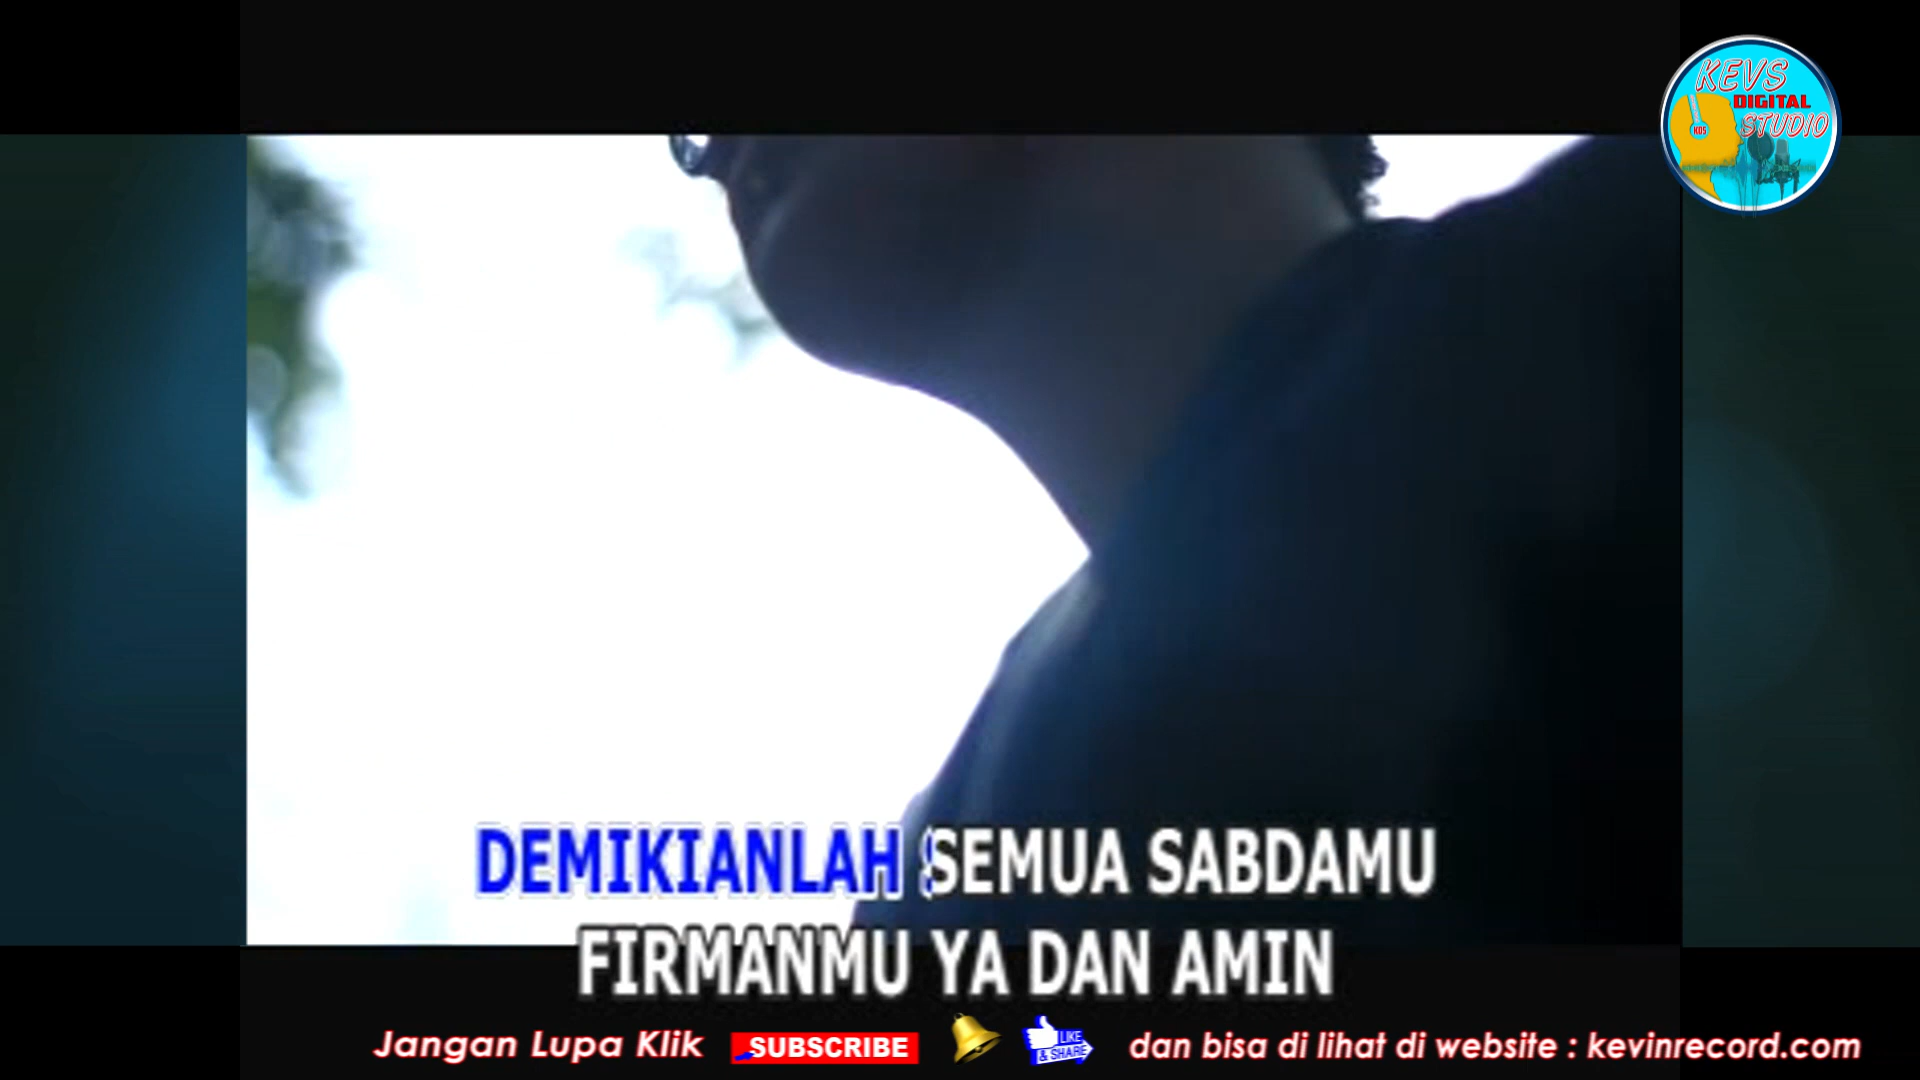 KEVS
DIGITAL
STUDIO
KDS
DEMIKIANLAH SEMUA SABDAMU
FIRMANMU YA DAN AMIN
Jangan Lupa Klik SUBSCRIBE LIKE & SHARE dan bisa di lihat di website : kevinrecord.com